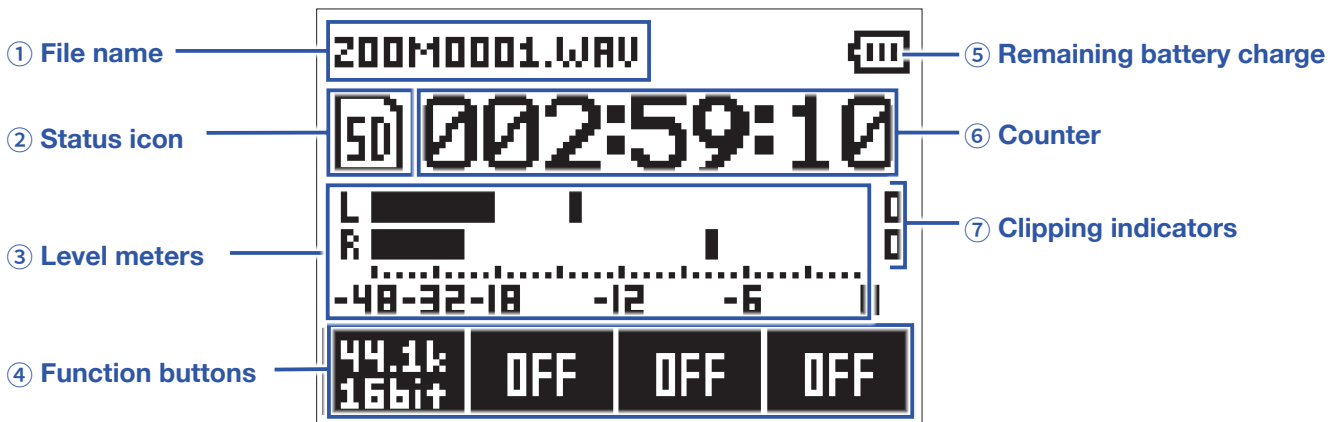 ① File name
ZOOM0001.WAV
⑤ Remaining battery charge
② Status icon
SD
002:59:10
⑥ Counter
L
R
⑦ Clipping indicators
③ Level meters
-48-32-18 -12 -6 0
④ Function buttons
44.1k
16bit
OFF OFF OFF